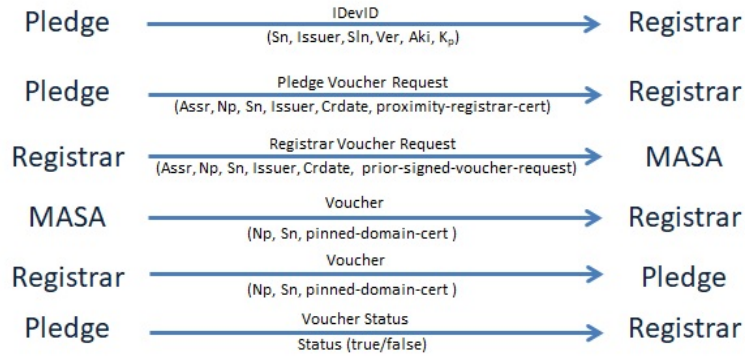 IDevID
Pledge Registrar
(Sn, Issuer, Sln, Ver, Aki, Kp)
Pledge Voucher Request
Pledge Registrar
(Assr, Np, Sn, Issuer, Crdate, proximity-registrar-cert)
Registrar Voucher Request
Registrar MASA
(Assr, Np, Sn, Issuer, Crdate, prior-signed-voucher-request)
Voucher
MASA Registrar
(Np, Sn, pinned-domain-cert )
Voucher
Registrar Pledge
(Np, Sn, pinned-domain-cert )
Voucher Status
Pledge Registrar
Status (true/false)